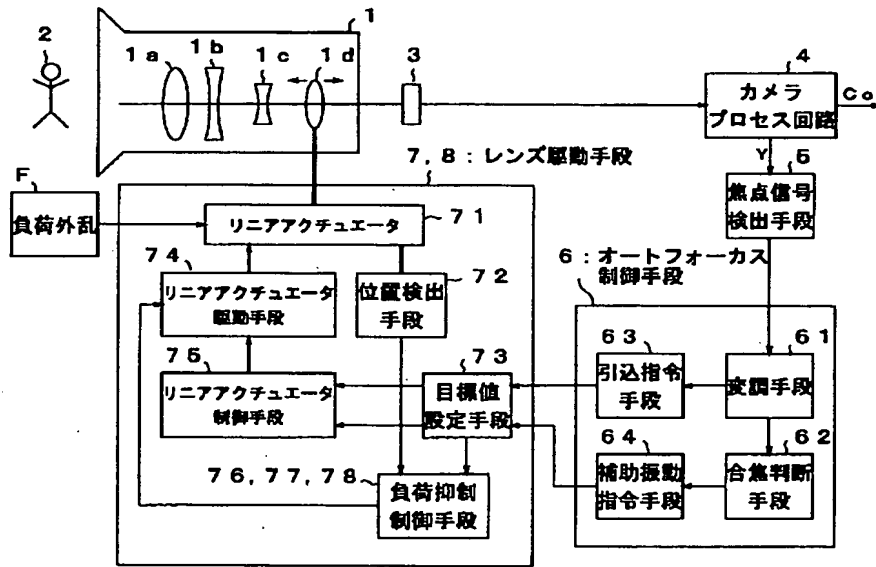 1
2
1a
1b
1c
1d
3
4
カメラ
プロセス回路
Co
Y
5
焦点信号
検出手段
7,8:レンズ駆動手段
F
負荷外乱
リニアアクチュエータ
71
74
リニアアクチュエータ
駆動手段
72
位置検出
手段
75
リニアアクチュエータ
制御手段
73
目標値
設定手段
76,77,78
負荷抑制
制御手段
6:オートフォーカス
制御手段
63
引込指令
手段
61
変調手段
64
補助振動
指令手段
62
合焦判断
手段